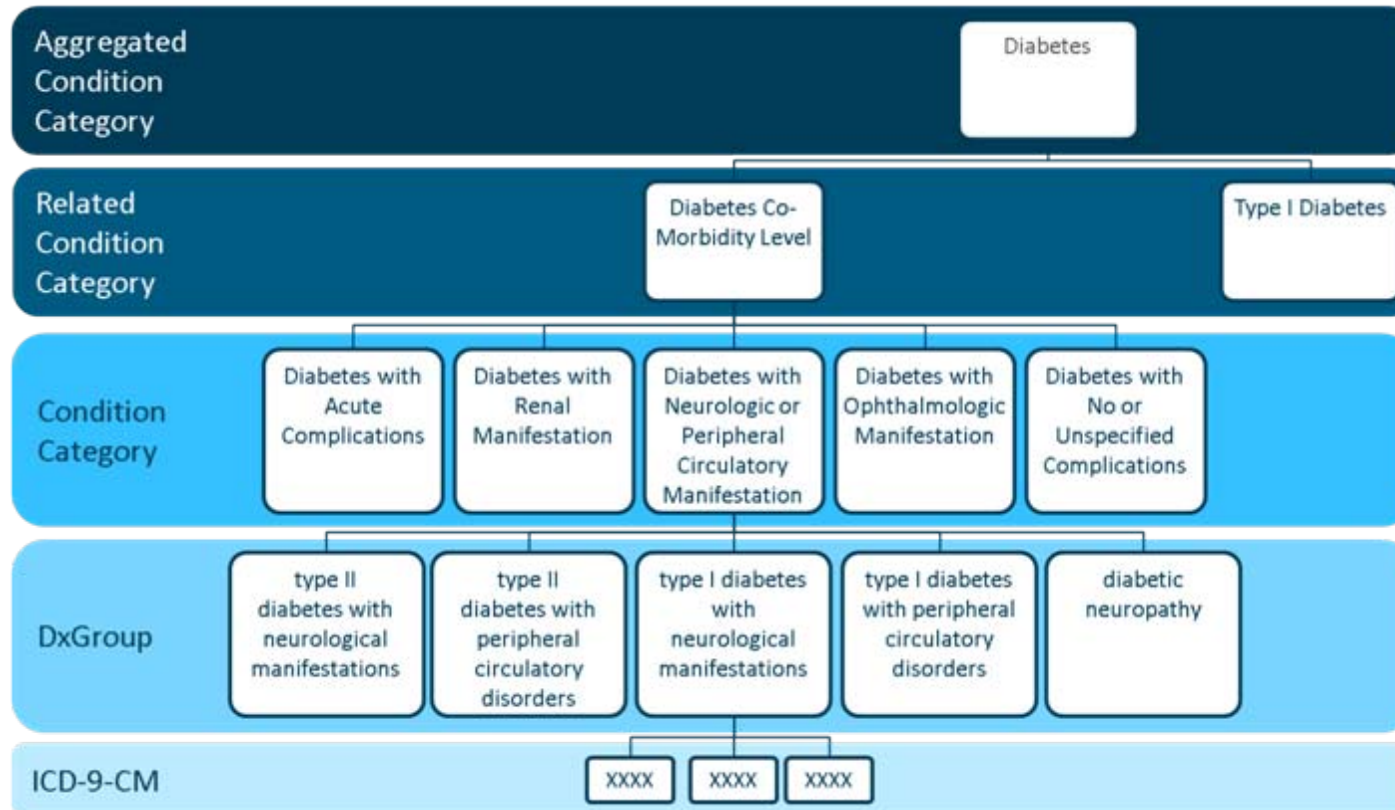 Aggregated
Condition
Category
Diabetes
Related
Condition
Category
Diabetes Co-
Morbidity Level
Type I Diabetes
Condition
Category
Diabetes with
Acute
Complications
Diabetes with
Renal
Manifestation
Diabetes with
Neurologic or
Peripheral
Circulatory
Manifestation
Diabetes with
Ophthalmologic
Manifestation
Diabetes with
No or
Unspecified
Complications
DxGroup
type II
diabetes with
neurological
manifestations
type II
diabetes with
peripheral
circulatory
disorders
type I diabetes
with
neurological
manifestations
type I diabetes
with peripheral
circulatory
disorders
diabetic
neuropathy
ICD-9-CM
XXXX
XXXX
XXXX